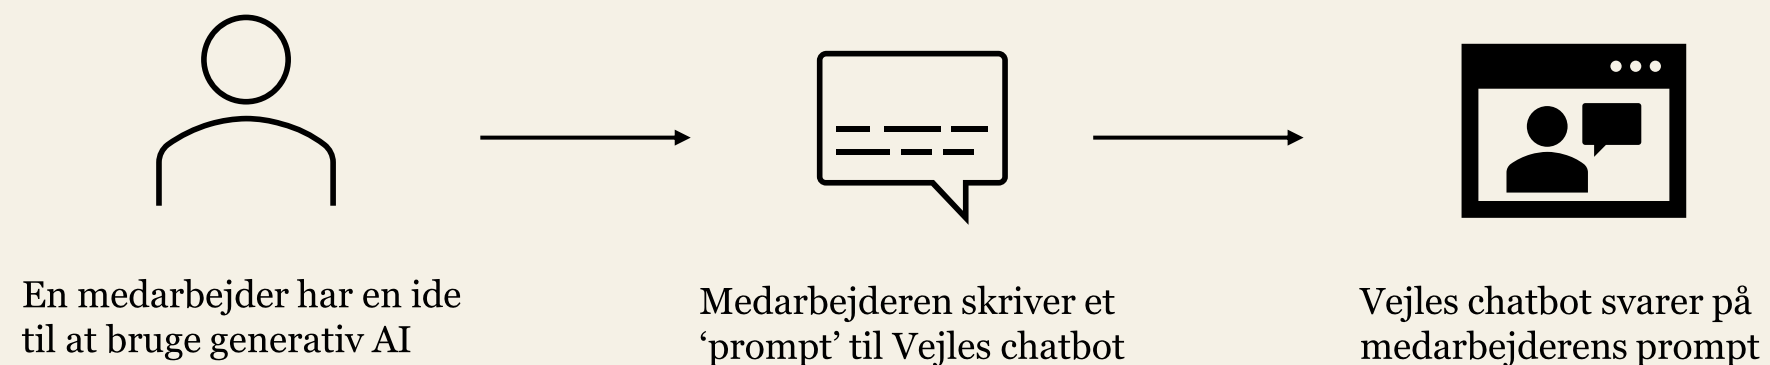 En medarbejder har en ide
til at bruge generativ AI
Medarbejderen skriver et
‘prompt’ til Vejles chatbot
Vejles chatbot svarer på
medarbejderens prompt